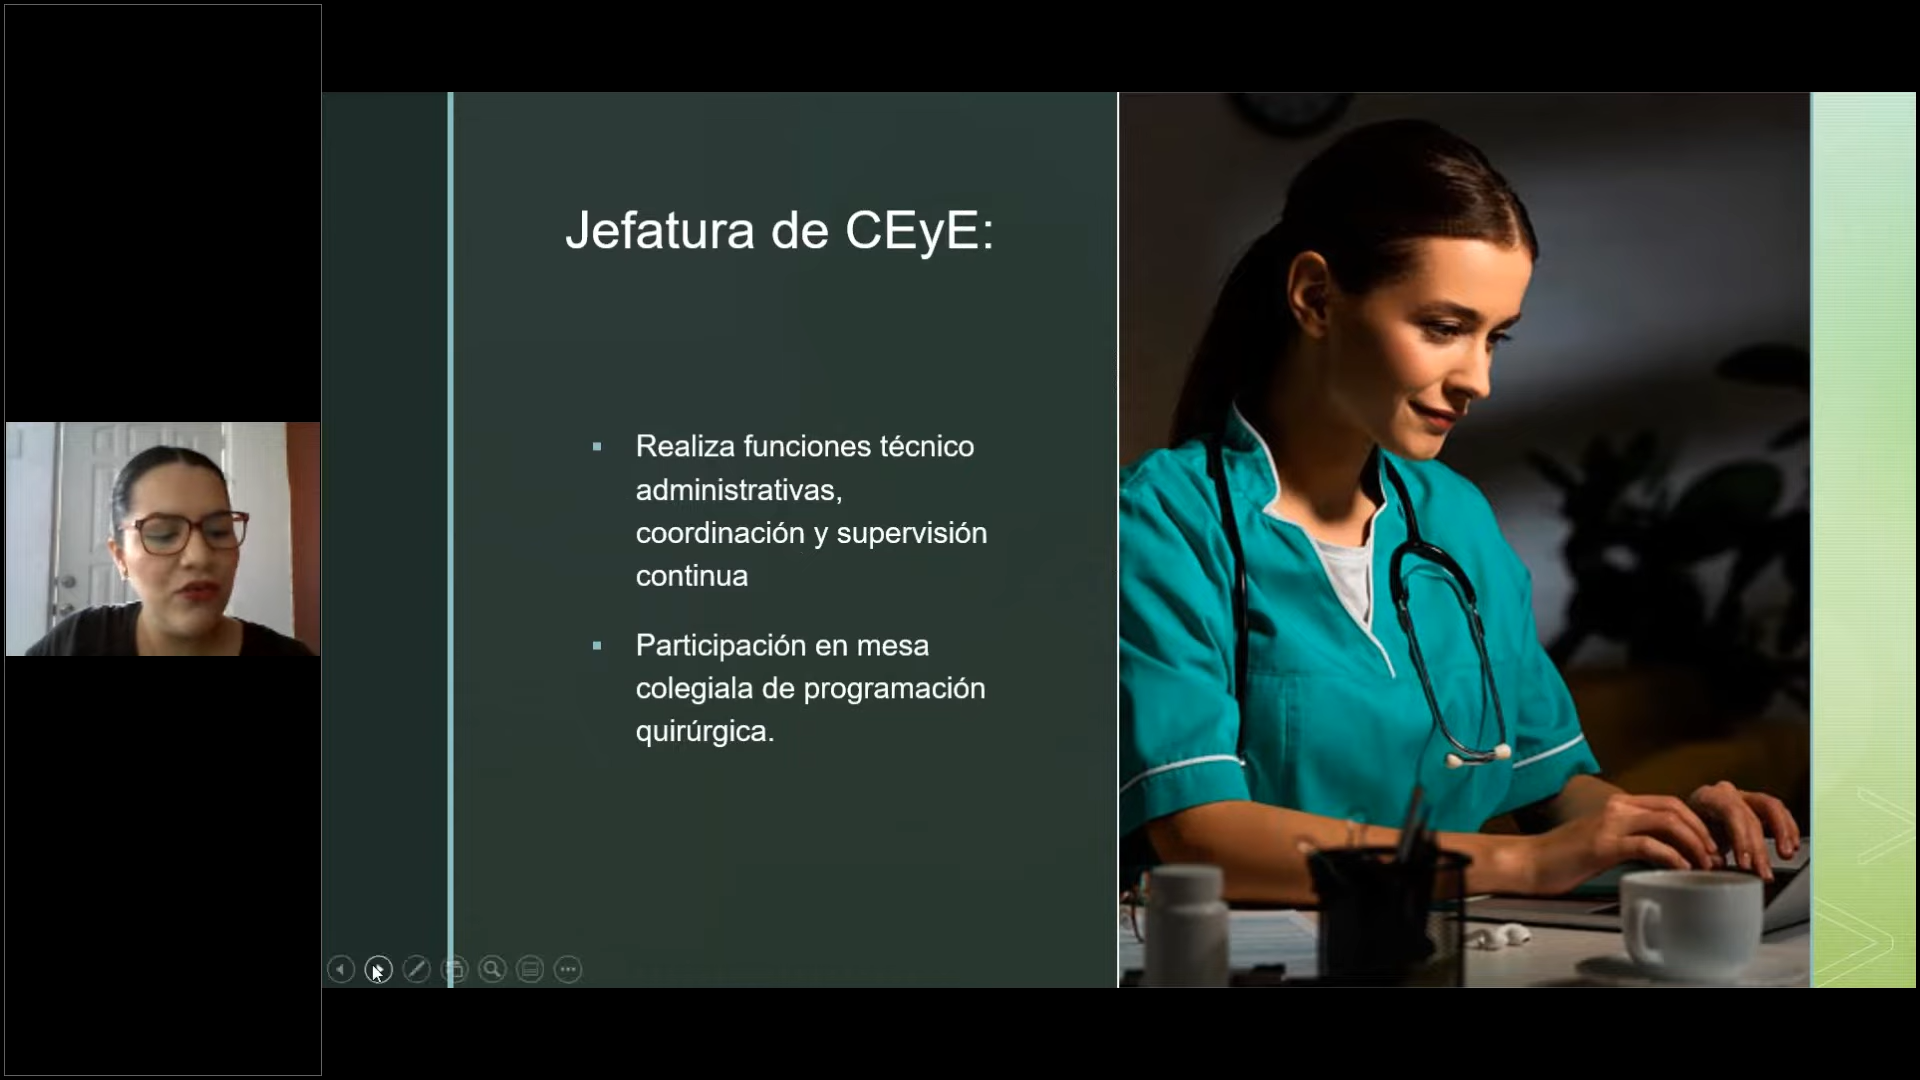 Jefatura de CEyE:
Realiza funciones técnico
administrativas,
coordinación y supervisión
continua
Participación en mesa
colegiala de programación
quirúrgica.